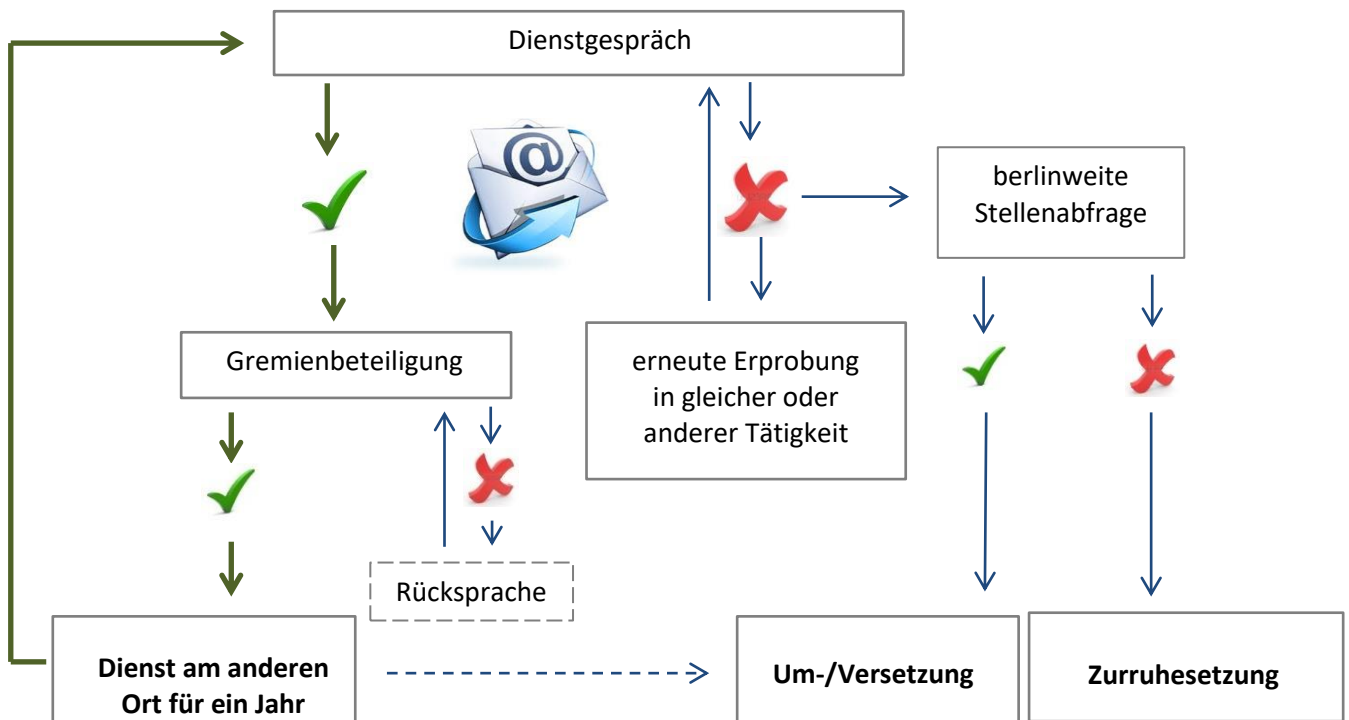 Dienstgespräch
@
berlinweite
Stellenabfrage
Gremienbeteiligung
erneute Erprobung
in gleicher oder
anderer Tätigkeit
Rücksprache
Dienst am anderen
Ort für ein Jahr
Um-/Versetzung
Zurruhesetzung